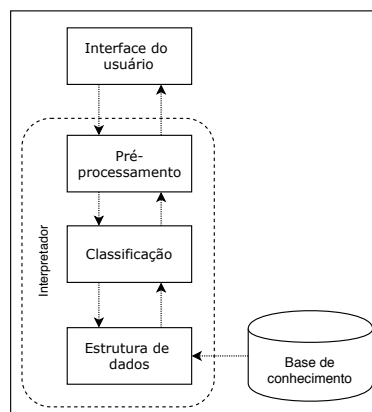 Interface do
usuário
Pré-
processamento
Interpretador
Classificação
Estrutura de
dados
Base de
conhecimento